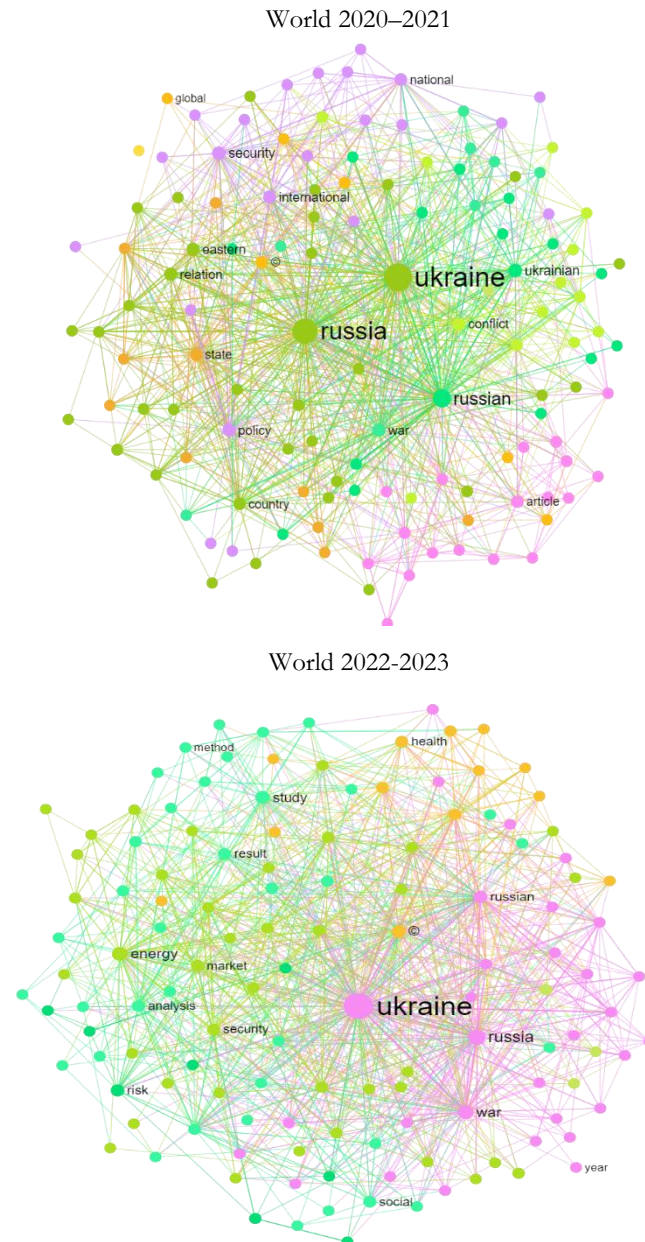 World 2020–2021
national
global
security
international
eastern
©
relation
ukrainian
ukraine
conflict
russia
state
russian
policy
war
country
article
World 2022-2023
health
method
study
result
russian
©
energy
market
analysis
ukraine
security
russia
risk
war
year
social